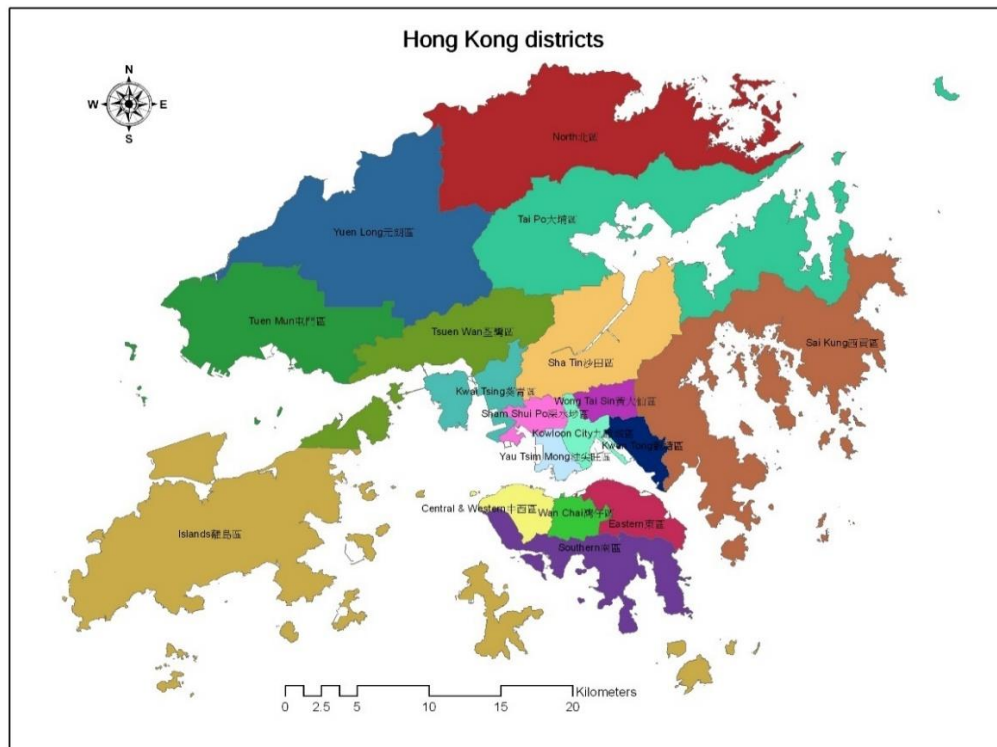 Hong Kong districts
N
W
E
S
North北區
Tai Po大埔區
Yuen Long元朗區
Tuen Mun屯門區
Tsuen Wan荃灣區
Sai Kung西貢區
Sha Tin沙田區
Kwai Tsing葵青區
Wong Tai Sin黃大仙區
Sham Shui Po深水埗區
Kowloon City九龍城區
Kwun Tong觀塘區
Yau Tsim Mong油尖旺區
Central & Western中西區
Wan Chai灣仔區
Eastern東區
Islands離島區
Southern南區
Kilometers
0 2.5 5 10 15 20